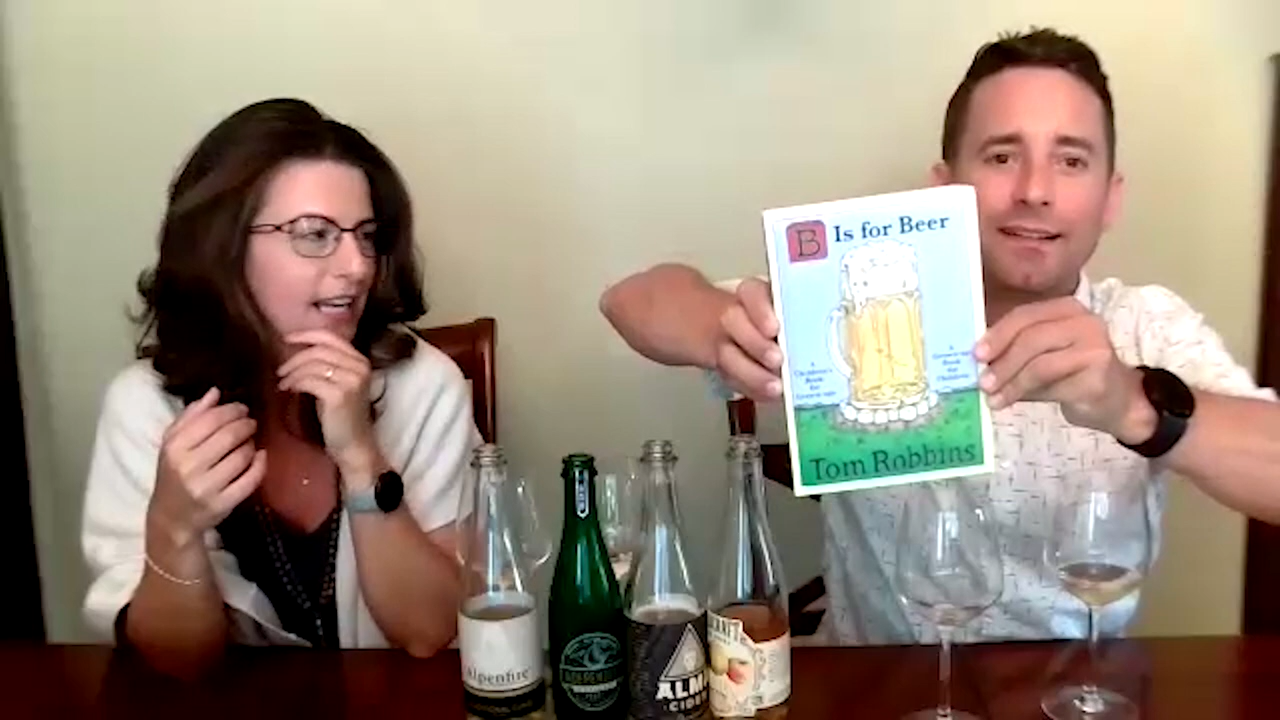 B Is for Beer
A
Children's
Book
for
Grown-ups
A
Grown-up
Book
for
Children
Tom Robbins
Alpenfire
ALMA
CIDER